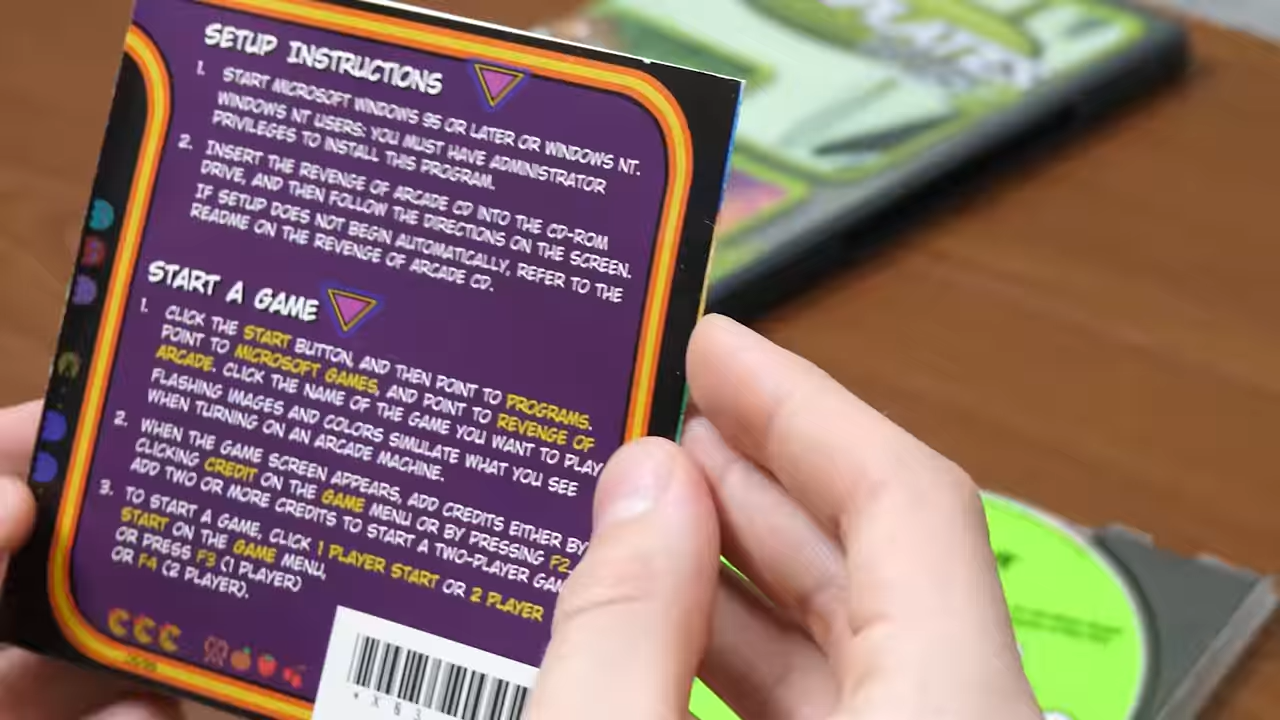 SETUP INSTRUCTIONS
1. START MICROSOFT WINDOWS 95 OR LATER OR WINDOWS NT.
WINDOWS NT USERS: YOU MUST HAVE ADMINISTRATOR
PRIVILEGES TO INSTALL THIS PROGRAM.
2. INSERT THE REVENGE OF ARCADE CD INTO THE CD-ROM
DRIVE, AND THEN FOLLOW THE DIRECTIONS ON THE SCREEN.
IF SETUP DOES NOT BEGIN AUTOMATICALLY, REFER TO THE
README ON THE REVENGE OF ARCADE CD.
START A GAME
1. CLICK THE START BUTTON, AND THEN POINT TO PROGRAMS.
POINT TO MICROSOFT GAMES, AND POINT TO REVENGE OF
ARCADE. CLICK THE NAME OF THE GAME YOU WANT TO PLAY
FLASHING IMAGES AND COLORS SIMULATE WHAT YOU SEE
WHEN TURNING ON AN ARCADE MACHINE.
2. WHEN THE GAME SCREEN APPEARS, ADD CREDITS EITHER BY
CLICKING CREDIT ON THE GAME MENU OR BY PRESSING F2
ADD TWO OR MORE CREDITS TO START A TWO-PLAYER GAM
3. TO START A GAME, CLICK 1 PLAYER START OR 2 PLAYER
START ON THE GAME MENU,
OR PRESS F3 (1 PLAYER)
OR F4 (2 PLAYER).
* X 6 3